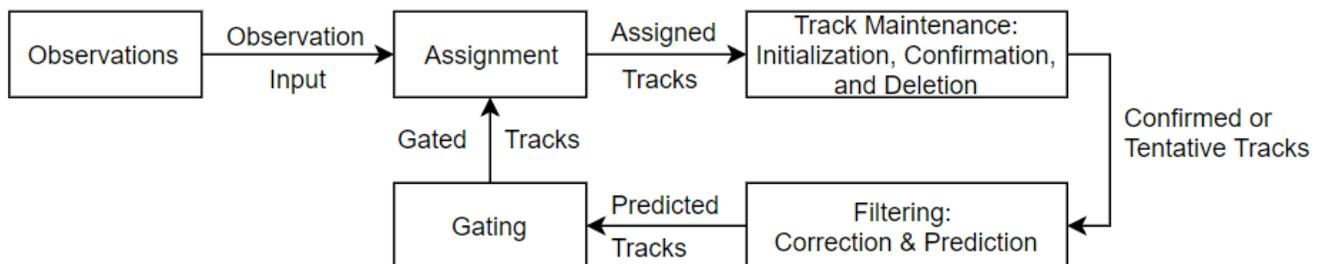 Observations
Observation
Input
Assignment
Assigned
Tracks
Track Maintenance:
Initialization, Confirmation,
and Deletion
Confirmed or
Tentative Tracks
Gated Tracks
Gating
Predicted
Tracks
Filtering:
Correction & Prediction